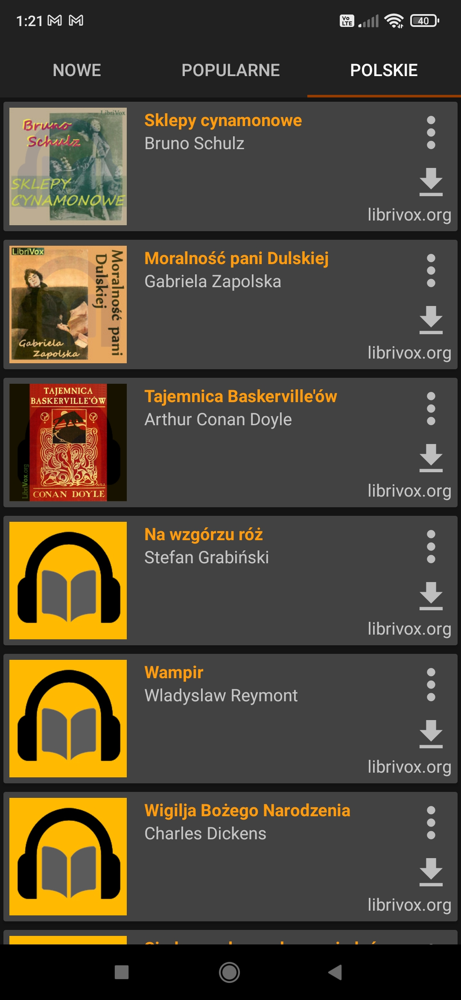 1:21
Vo LTE
40
NOWE
POPULARNE
POLSKIE
LibriVox
Bruno
Schulz
SKLEPY
CYNAMONOWE
Sklepy cynamonowe
Bruno Schulz
librivox.org
LibriVox
Moralność pani
Dulskiej
Gabriela
Zapolska
Moralność pani Dulskiej
Gabriela Zapolska
librivox.org
TAJEMNICA
BASKERVILLE'ÓW
LibriVox.org
CONAN DOYLE
Tajemnica Baskerville'ów
Arthur Conan Doyle
librivox.org
Na wzgórzu róż
Stefan Grabiński
librivox.org
Wampir
Wladyslaw Reymont
librivox.org
Wigilja Bożego Narodzenia
Charles Dickens
librivox.org